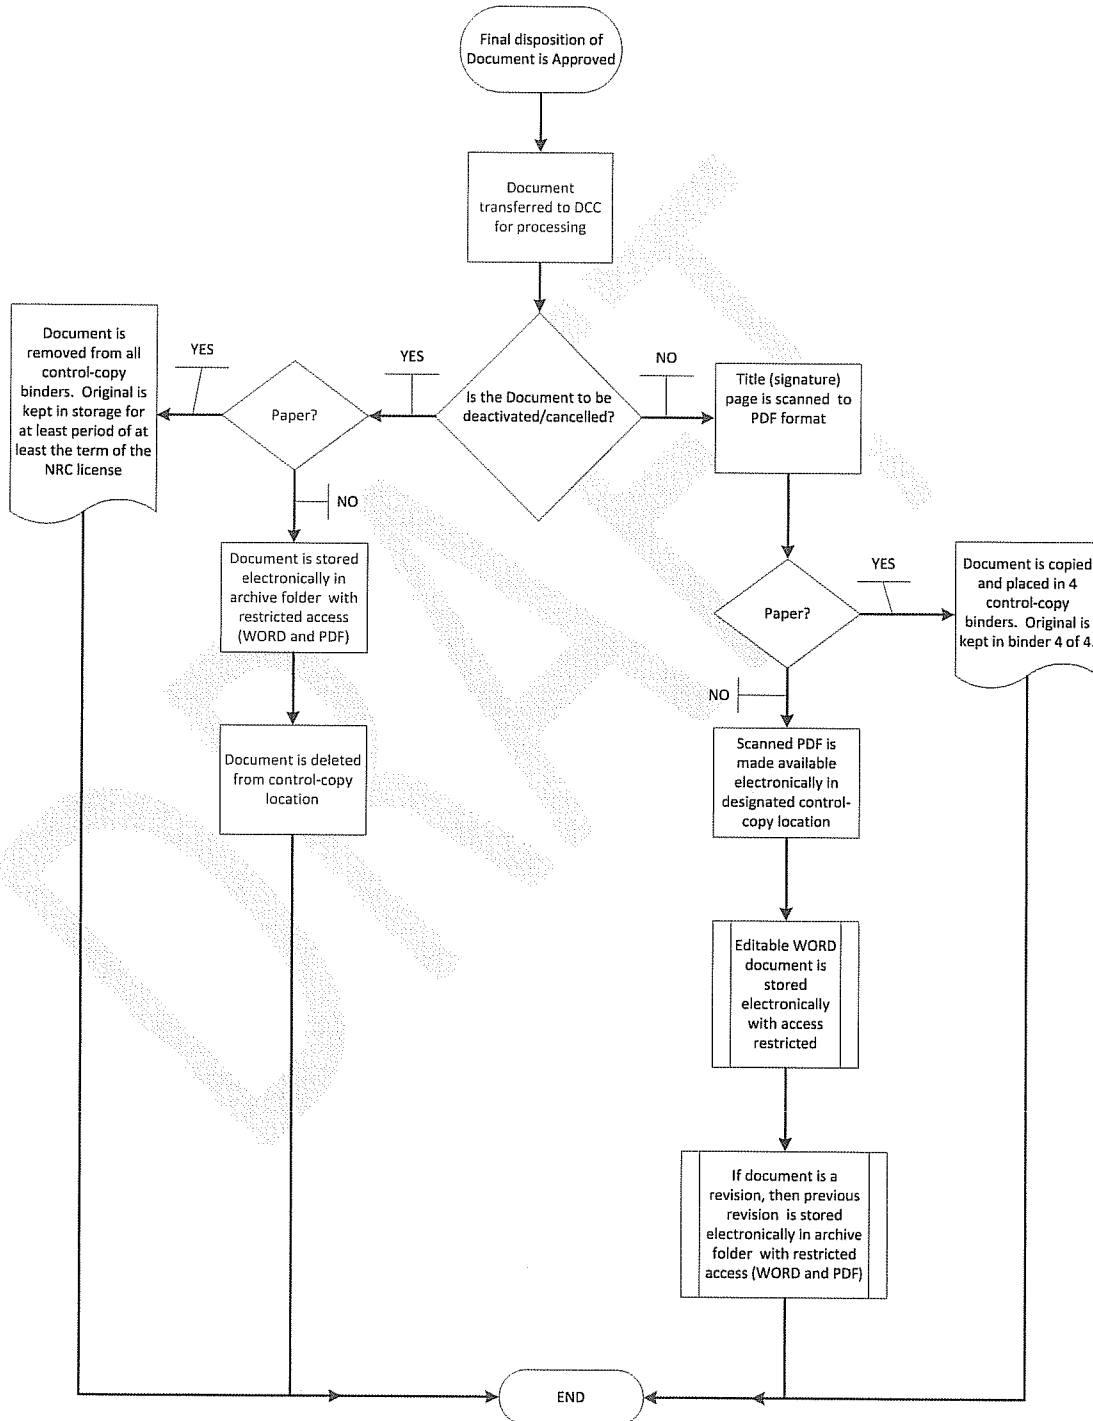 Final disposition of
Document is Approved
Document
transferred to DCC
for processing
Is the Document to be
deactivated/cancelled?
YES
NO
Paper?
YES
Document is
removed from all
control-copy
binders. Original is
kept in storage for
at least period of at
least the term of the
NRC license
NO
Document is stored
electronically in
archive folder with
restricted access
(WORD and PDF)
Document is deleted
from control-copy
location
Title (signature)
page is scanned to
PDF format
Paper?
YES
Document is copied
and placed in 4
control-copy
binders. Original is
kept in binder 4 of 4.
NO
Scanned PDF is
made available
electronically in
designated control-
copy location
Editable WORD
document is
stored
electronically
with access
restricted
If document is a
revision, then previous
revision is stored
electronically in archive
folder with restricted
access (WORD and PDF)
END
DRAFT